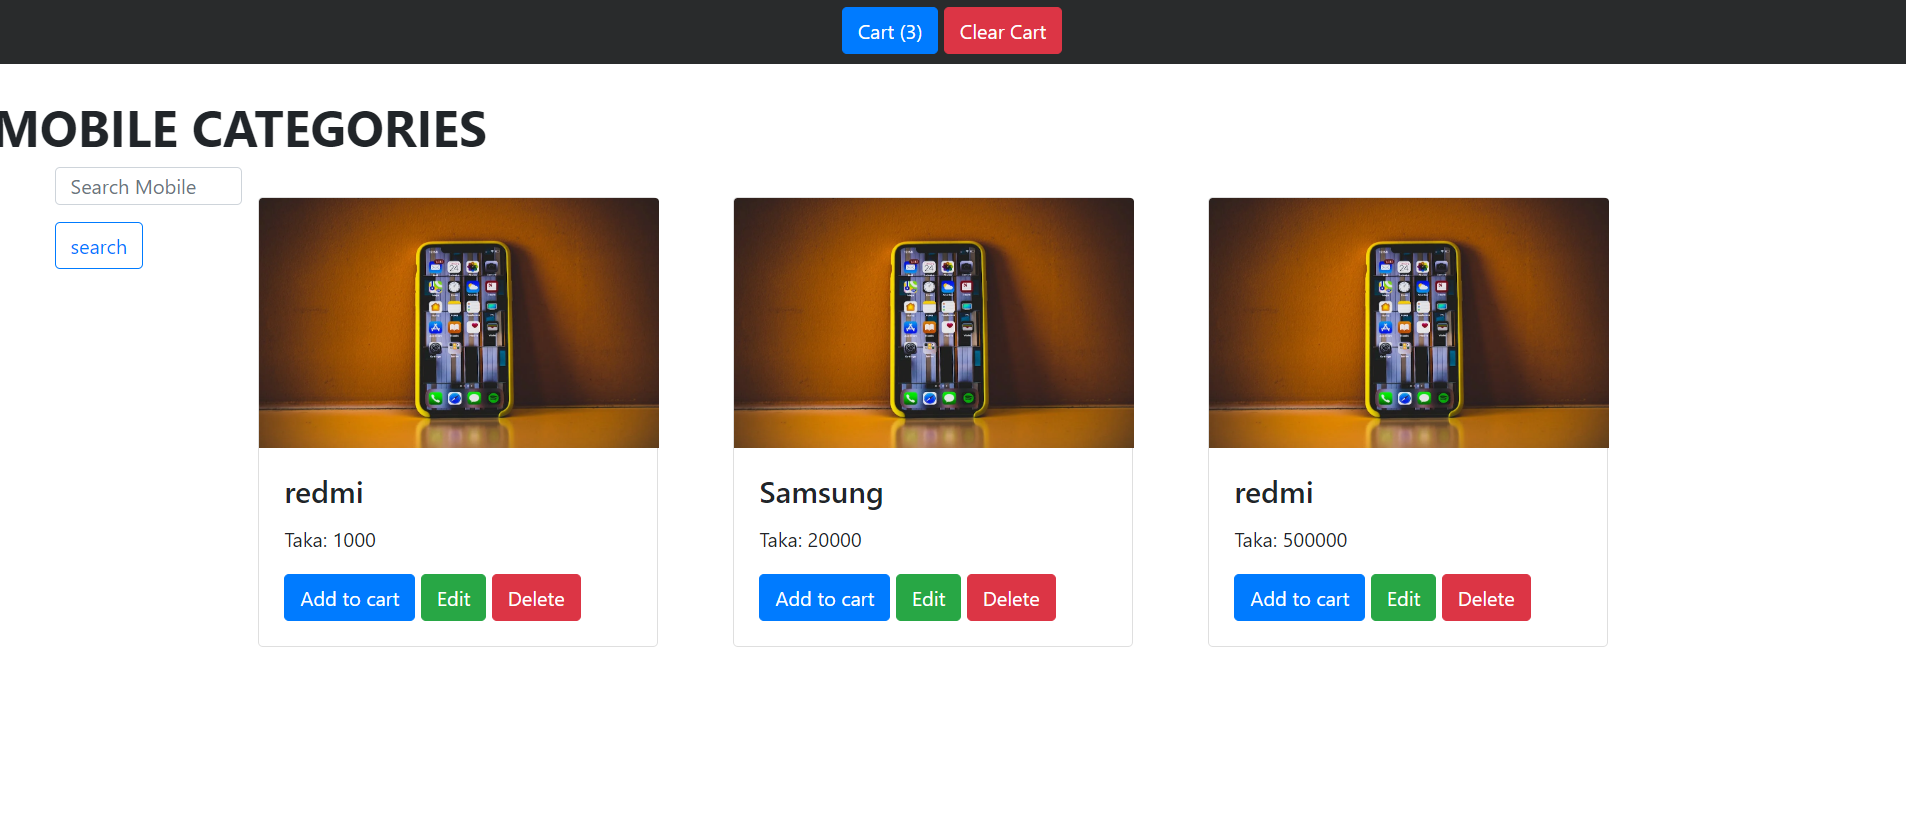 Cart (3) Clear Cart
MOBILE CATEGORIES
Search Mobile
search
redmi
Taka: 1000
Add to cart Edit Delete
Samsung
Taka: 20000
Add to cart Edit Delete
redmi
Taka: 500000
Add to cart Edit Delete